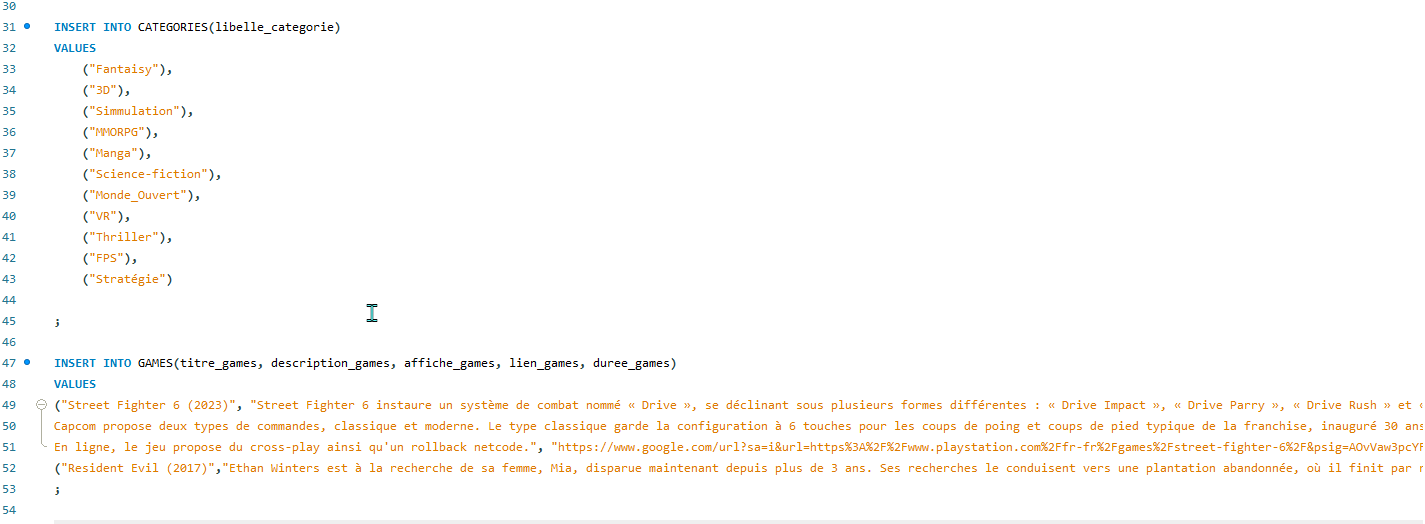 30
31 INSERT INTO CATEGORIES(libelle_categorie)
32 VALUES
33 ("Fantaisy"),
34 ("3D"),
35 ("Simmulation"),
36 ("MMORPG"),
37 ("Manga"),
38 ("Science-fiction"),
39 ("Monde_Ouvert"),
40 ("VR"),
41 ("Thriller"),
42 ("FPS"),
43 ("Stratégie")
44
45 ;
46
47 INSERT INTO GAMES(titre_games, description_games, affiche_games, lien_games, duree_games)
48 VALUES
49 ("Street Fighter 6 (2023)", "Street Fighter 6 instaure un système de combat nommé « Drive », se déclinant sous plusieurs formes différentes : « Drive Impact », « Drive Parry », « Drive Rush » et «
50 Capcom propose deux types de commandes, classique et moderne. Le type classique garde la configuration à 6 touches pour les coups de poing et coups de pied typique de la franchise, inauguré 30 ans
51 En ligne, le jeu propose du cross-play ainsi qu'un rollback netcode.", "https://www.google.com/url?sa=i&url=https%3A%2F%2Fwww.playstation.com%2Ffr-fr%2Fgames%2Fstreet-fighter-6%2F&psig=AOvVaw3pcYF
52 ("Resident Evil (2017)","Ethan Winters est à la recherche de sa femme, Mia, disparue maintenant depuis plus de 3 ans. Ses recherches le conduisent vers une plantation abandonnée, où il finit par
53 ;
54